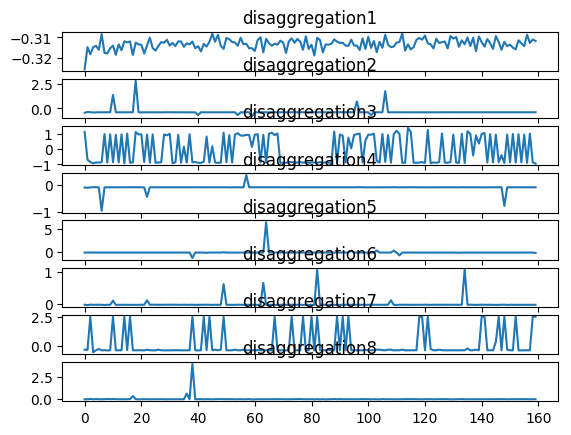 disaggregation1
−0.31
−0.32
disaggregation2
2.5
0.0
disaggregation3
1
0
−1
disaggregation4
0
−1
disaggregation5
5
0
disaggregation6
1
0
disaggregation7
2.5
0.0
disaggregation8
2.5
0.0
0 20 40 60 80 100 120 140 160